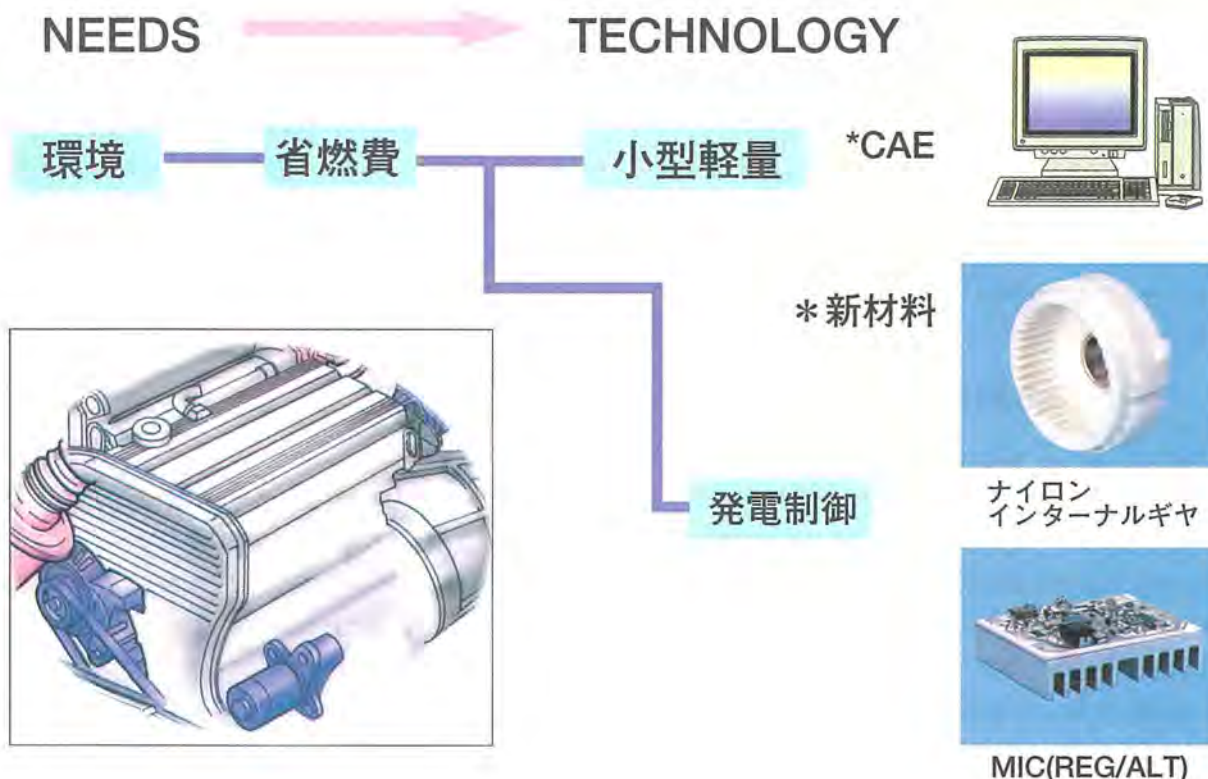 NEEDS
TECHNOLOGY
環境
省燃費
小型軽量
*CAE
＊新材料
ナイロン
インターナルギヤ
発電制御
MIC(REG/ALT)